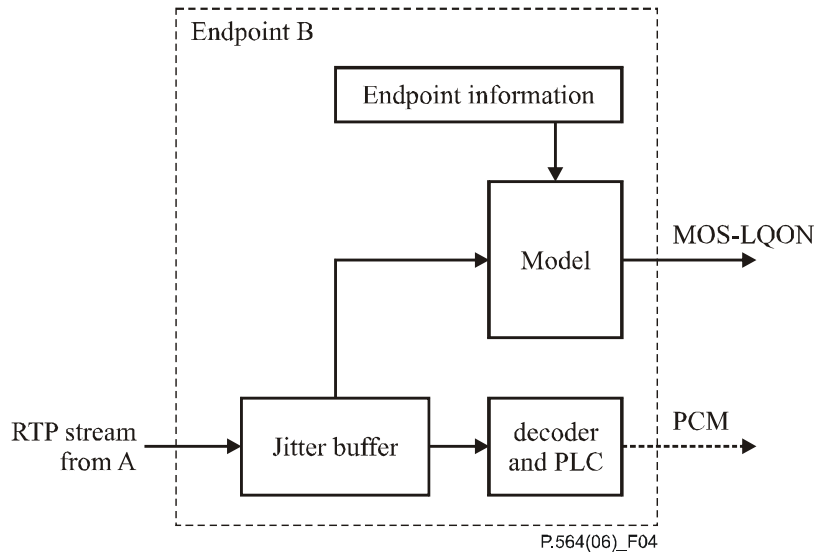 Endpoint B
Endpoint information
Model
MOS-LQON
RTP stream
from A
Jitter buffer
decoder
and PLC
PCM
P.564(06)_F04